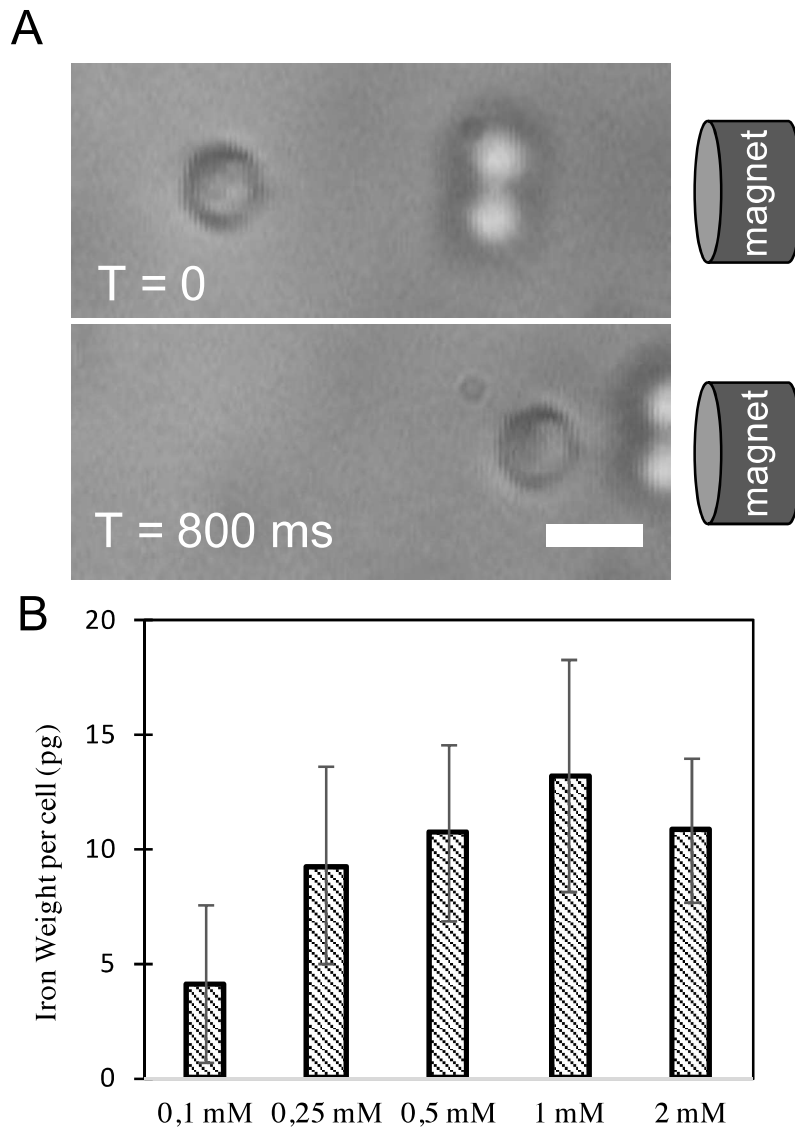 A
T = 0
magnet
T = 800 ms
magnet
B
Iron Weight per cell (pg)
20
15
10
5
0
0,1 mM 0,25 mM 0,5 mM 1 mM 2 mM